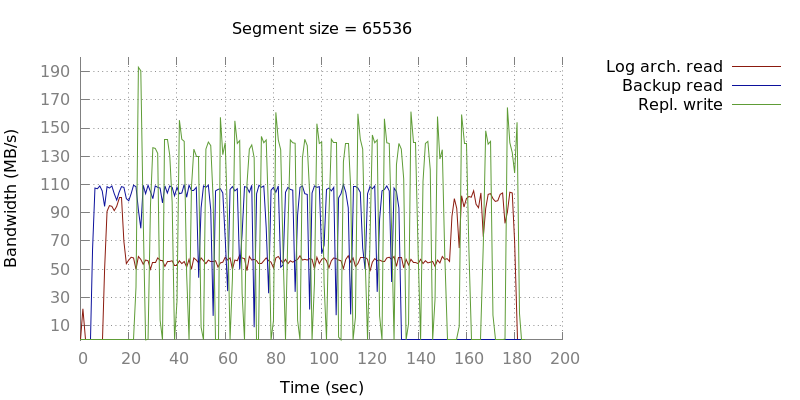 Segment size = 65536
Log arch. read
Backup read
Repl. write
Bandwidth (MB/s)
190
170
150
130
110
90
70
50
30
10
0 20 40 60 80 100 120 140 160 180 200
Time (sec)